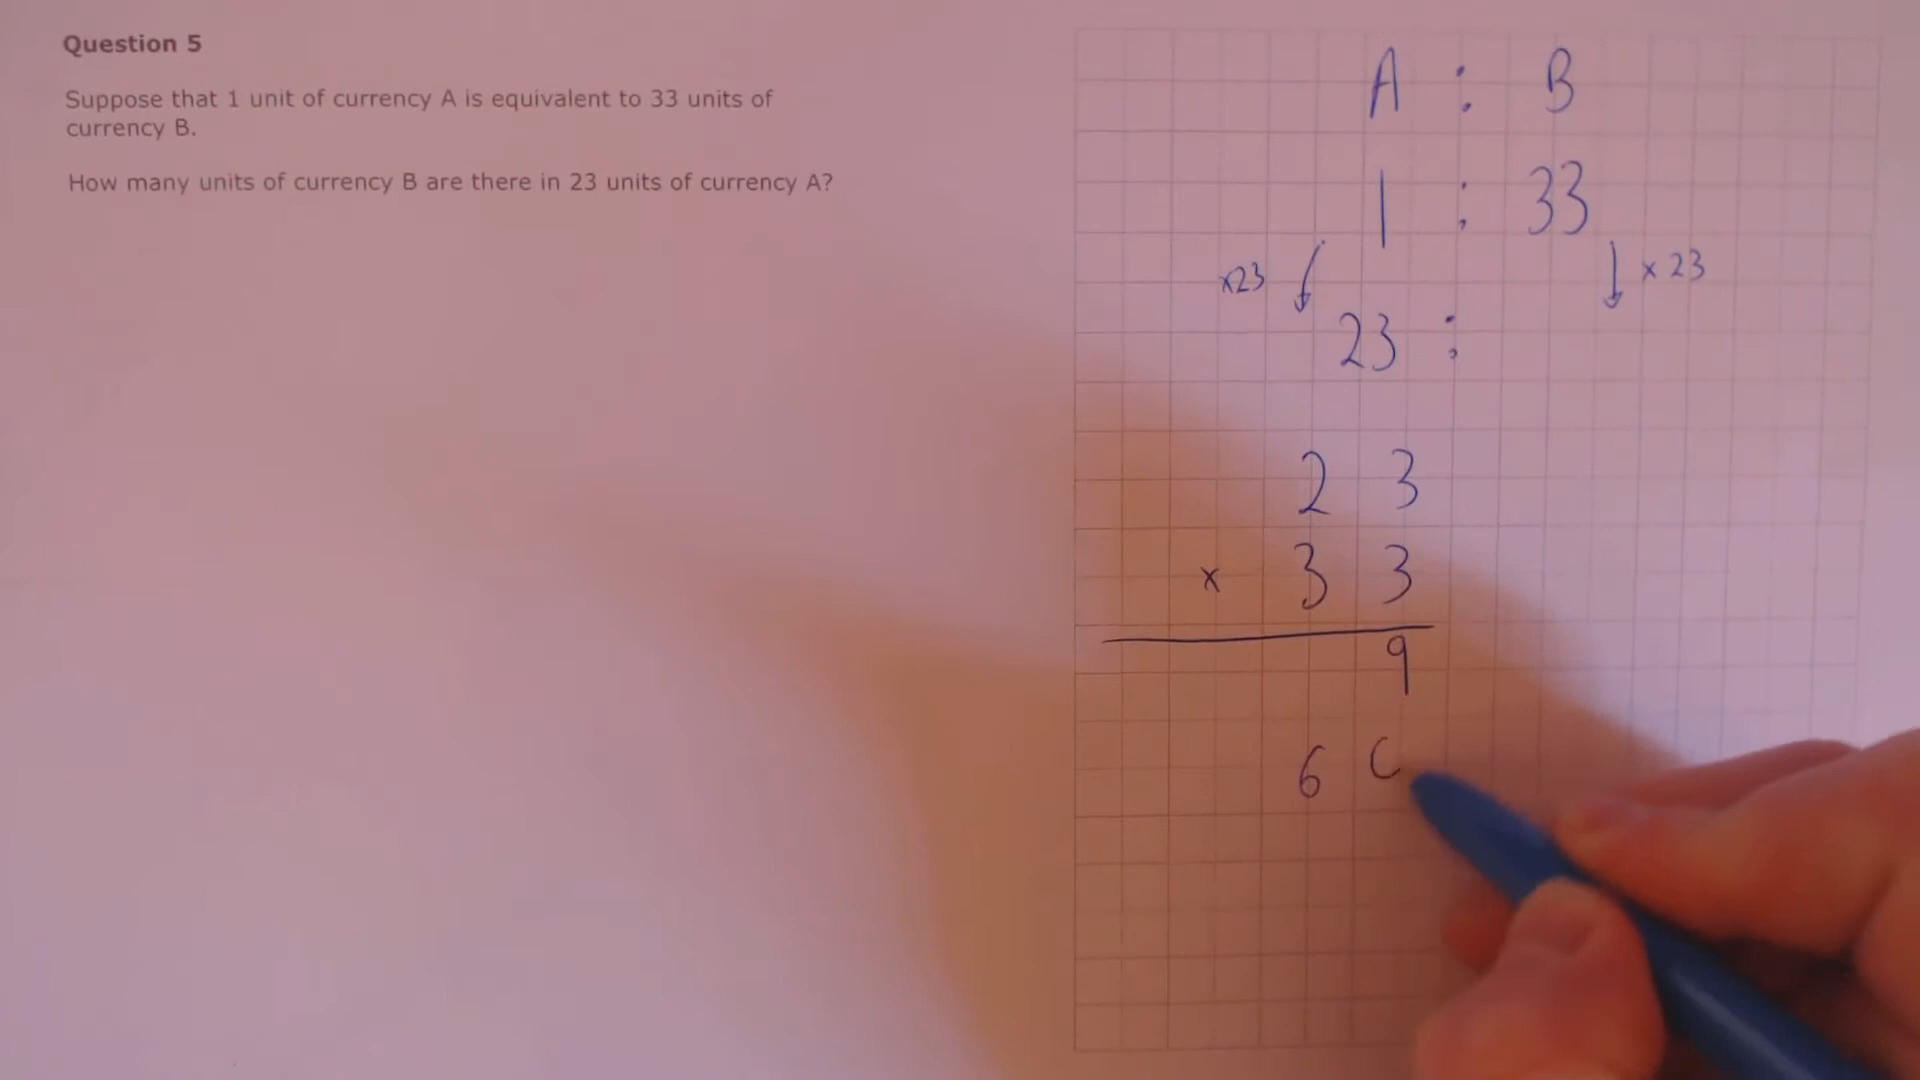 Question 5
Suppose that 1 unit of currency A is equivalent to 33 units of
currency B.
How many units of currency B are there in 23 units of currency A?
A : B
1 : 33
x23 x 23
23 :
2 3
x 3 3
9
6